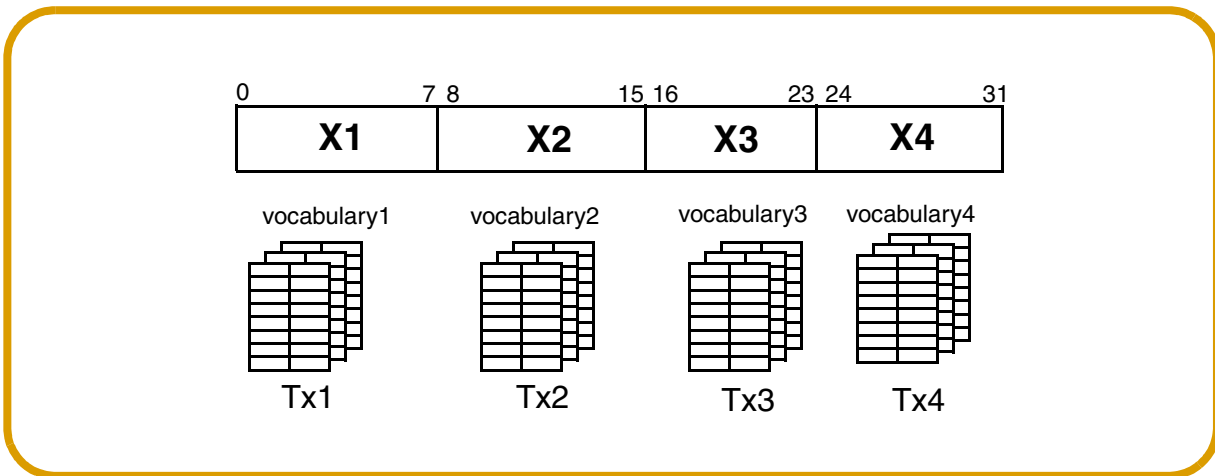 0 7 8 15 16 23 24 31
X1 X2 X3 X4
vocabulary1 vocabulary2 vocabulary3 vocabulary4
Tx1 Tx2 Tx3 Tx4